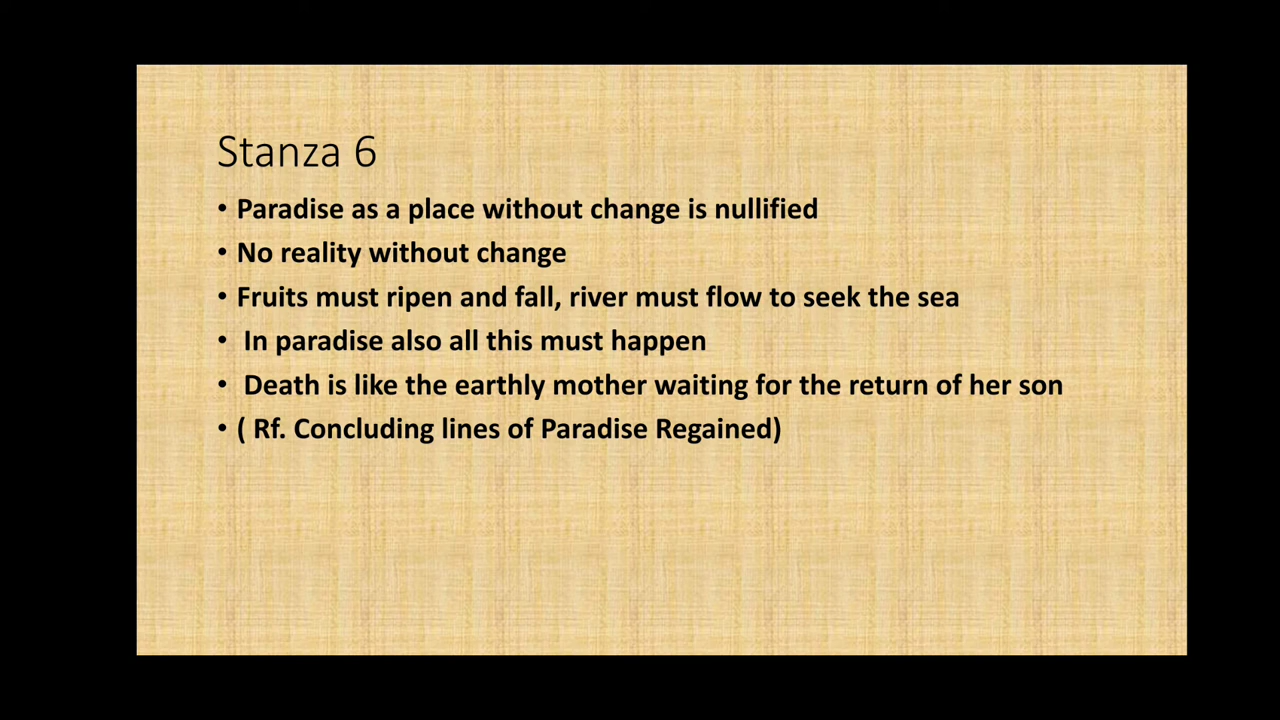 Stanza 6
• Paradise as a place without change is nullified
• No reality without change
• Fruits must ripen and fall, river must flow to seek the sea
• In paradise also all this must happen
• Death is like the earthly mother waiting for the return of her son
• ( Rf. Concluding lines of Paradise Regained)